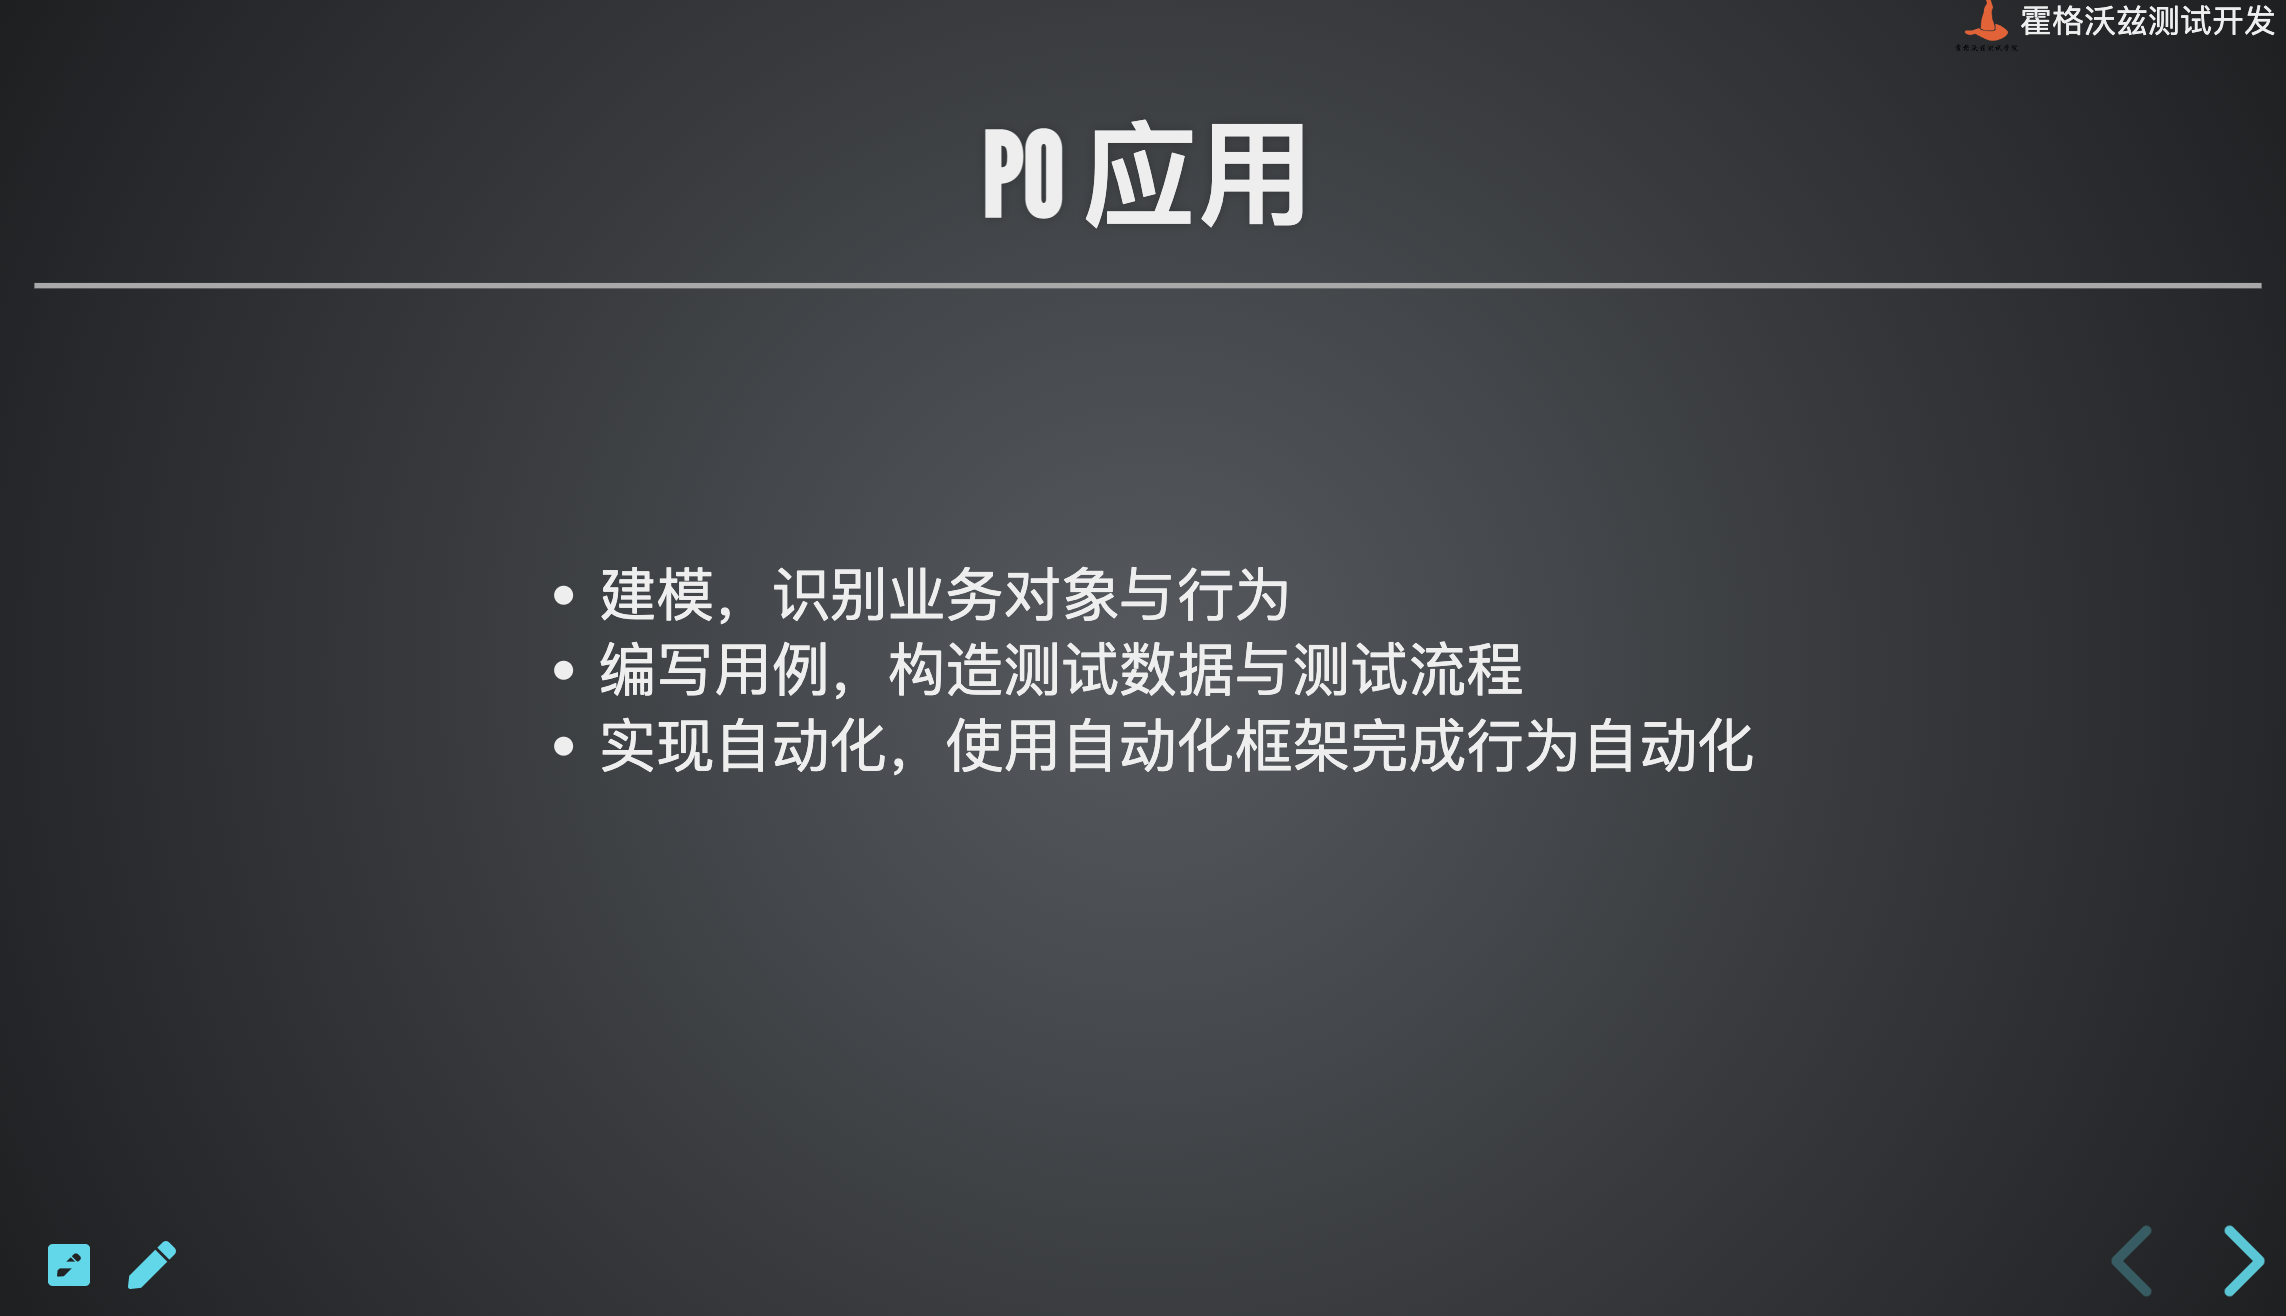 霍格沃兹测试开发
PO 应用
建模，识别业务对象与行为
编写用例，构造测试数据与测试流程
实现自动化，使用自动化框架完成行为自动化